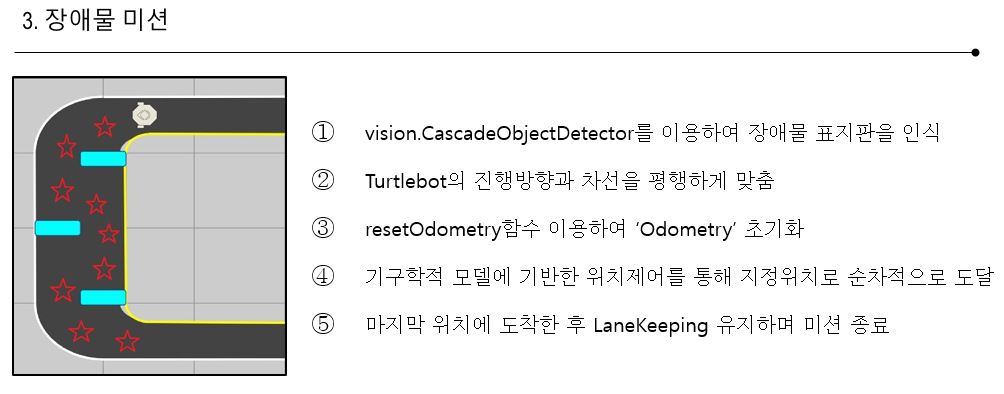 3. 장애물 미션
① vision.CascadeObjectDetector를 이용하여 장애물 표지판을 인식
② Turtlebot의 진행방향과 차선을 평행하게 맞춤
③ resetOdometry함수 이용하여 ‘Odometry’ 초기화
④ 기구학적 모델에 기반한 위치제어를 통해 지정위치로 순차적으로 도달
⑤ 마지막 위치에 도착한 후 LaneKeeping 유지하며 미션 종료